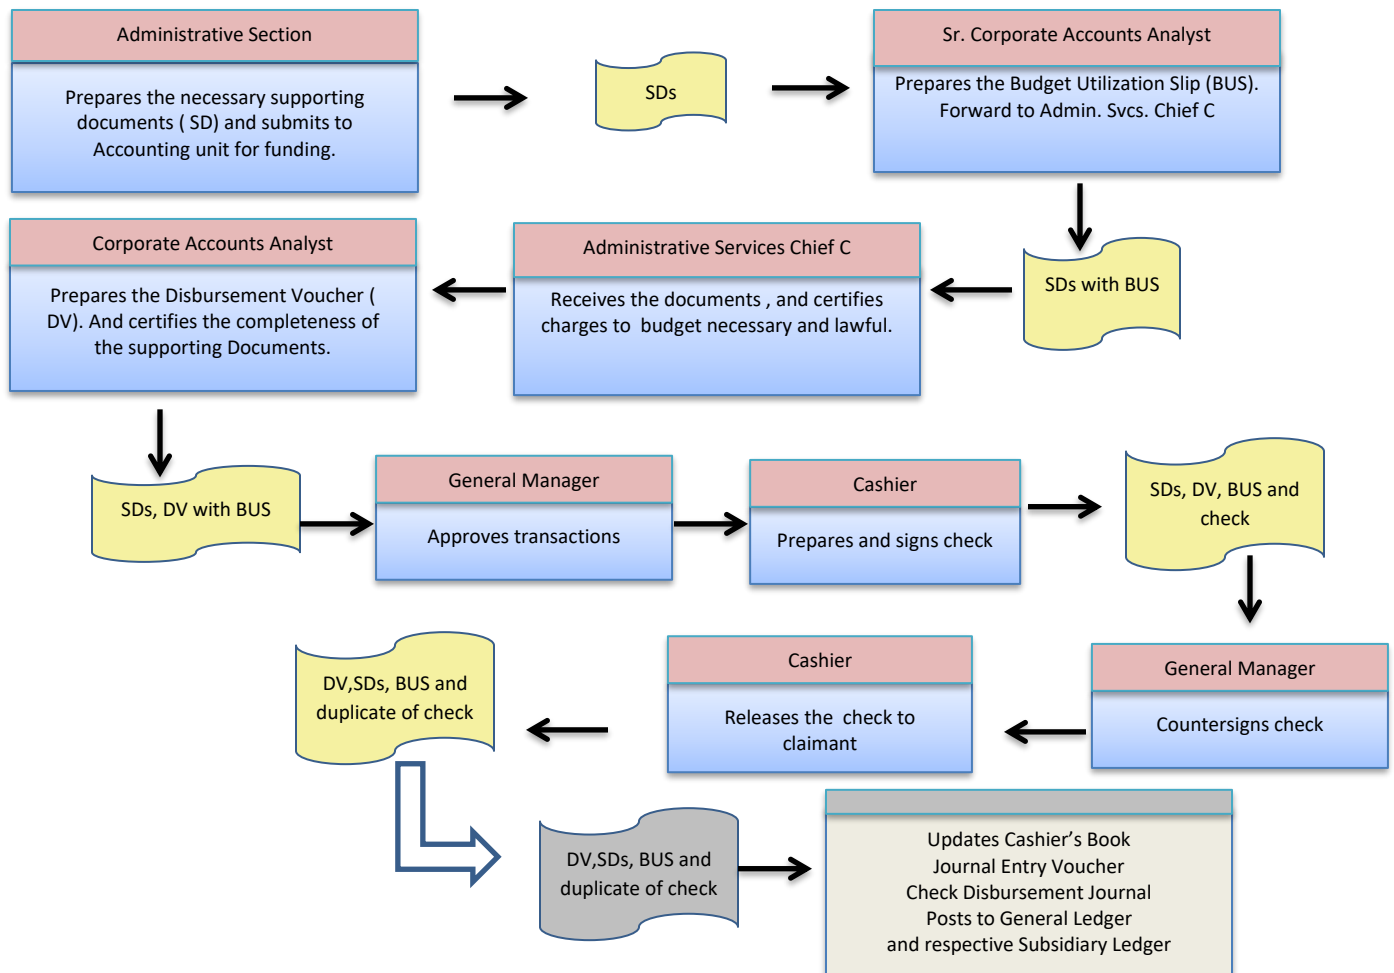 Administrative Section
Prepares the necessary supporting
documents ( SD) and submits to
Accounting unit for funding.
SDs
Sr. Corporate Accounts Analyst
Prepares the Budget Utilization Slip (BUS).
Forward to Admin. Svcs. Chief C
SDs with BUS
Administrative Services Chief C
Receives the documents , and certifies
charges to budget necessary and lawful.
Corporate Accounts Analyst
Prepares the Disbursement Voucher (
DV). And certifies the completeness of
the supporting Documents.
SDs, DV with BUS
General Manager
Approves transactions
Cashier
Prepares and signs check
SDs, DV, BUS and
check
General Manager
Countersigns check
Cashier
Releases the check to
claimant
DV,SDs, BUS and
duplicate of check
DV,SDs, BUS and
duplicate of check
Updates Cashier’s Book
Journal Entry Voucher
Check Disbursement Journal
Posts to General Ledger
and respective Subsidiary Ledger